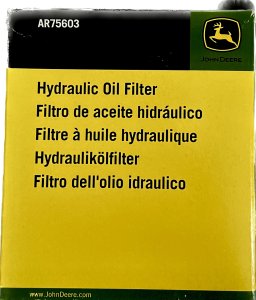 AR75603
JOHN DEERE
Hydraulic Oil Filter
Filtro de aceite hidráulico
Filtre à huile hydraulique
Hydraulikölfilter
Filtro dell'olio idraulico
www.JohnDeere.com